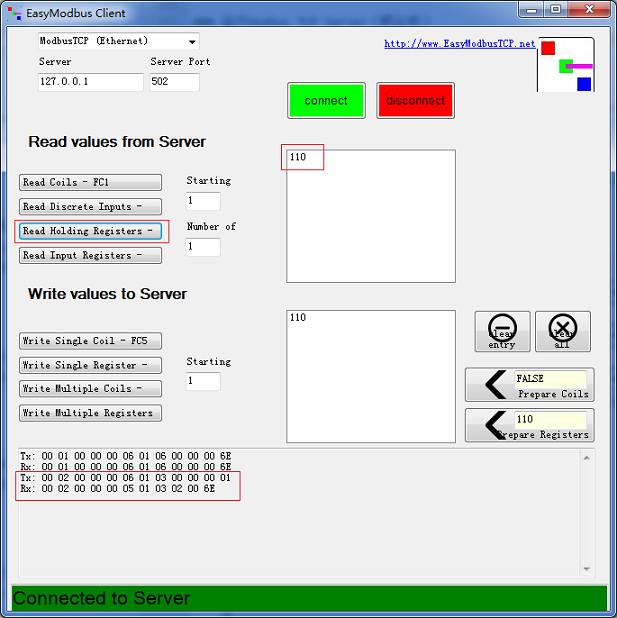 EasyModbus Client
ModbusTCP (Ethernet)
http://www.EasyModbusTCP.net
Server
Server Port
127.0.0.1
502
connect
disconnect
Read values from Server
110
Read Coils - FC1
Starting
Read Discrete Inputs -
1
Read Holding Registers -
Number of
Read Input Registers -
1
Write values to Server
110
Write Single Coil - FC5
clear
entry
clear
all
Write Single Register -
Starting
FALSE
Write Multiple Coils -
1
Prepare Coils
Write Multiple Registers
110
Prepare Registers
Tx: 00 01 00 00 00 06 01 06 00 00 00 6E
Rx: 00 01 00 00 00 06 01 06 00 00 00 6E
Tx: 00 02 00 00 00 06 01 03 00 00 00 01
Rx: 00 02 00 00 00 05 01 03 02 00 6E
Connected to Server